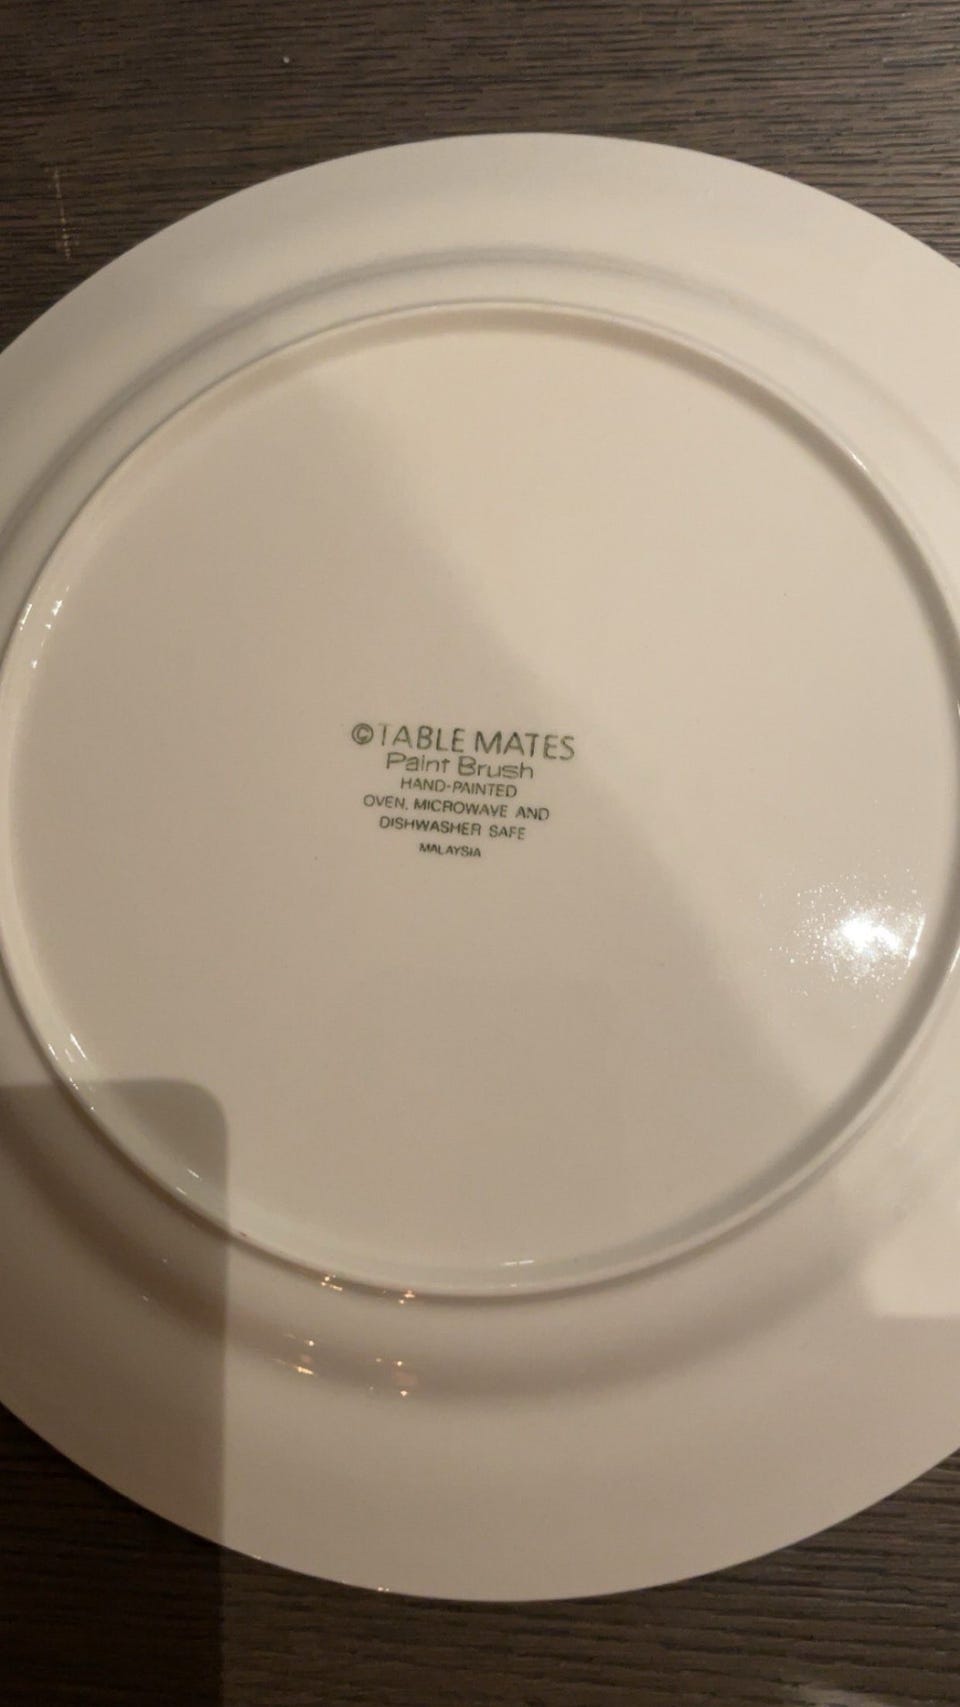 ©TABLE MATES
Paint Brush
HAND-PAINTED
OVEN, MICROWAVE AND
DISHWASHER SAFE
MALAYSIA